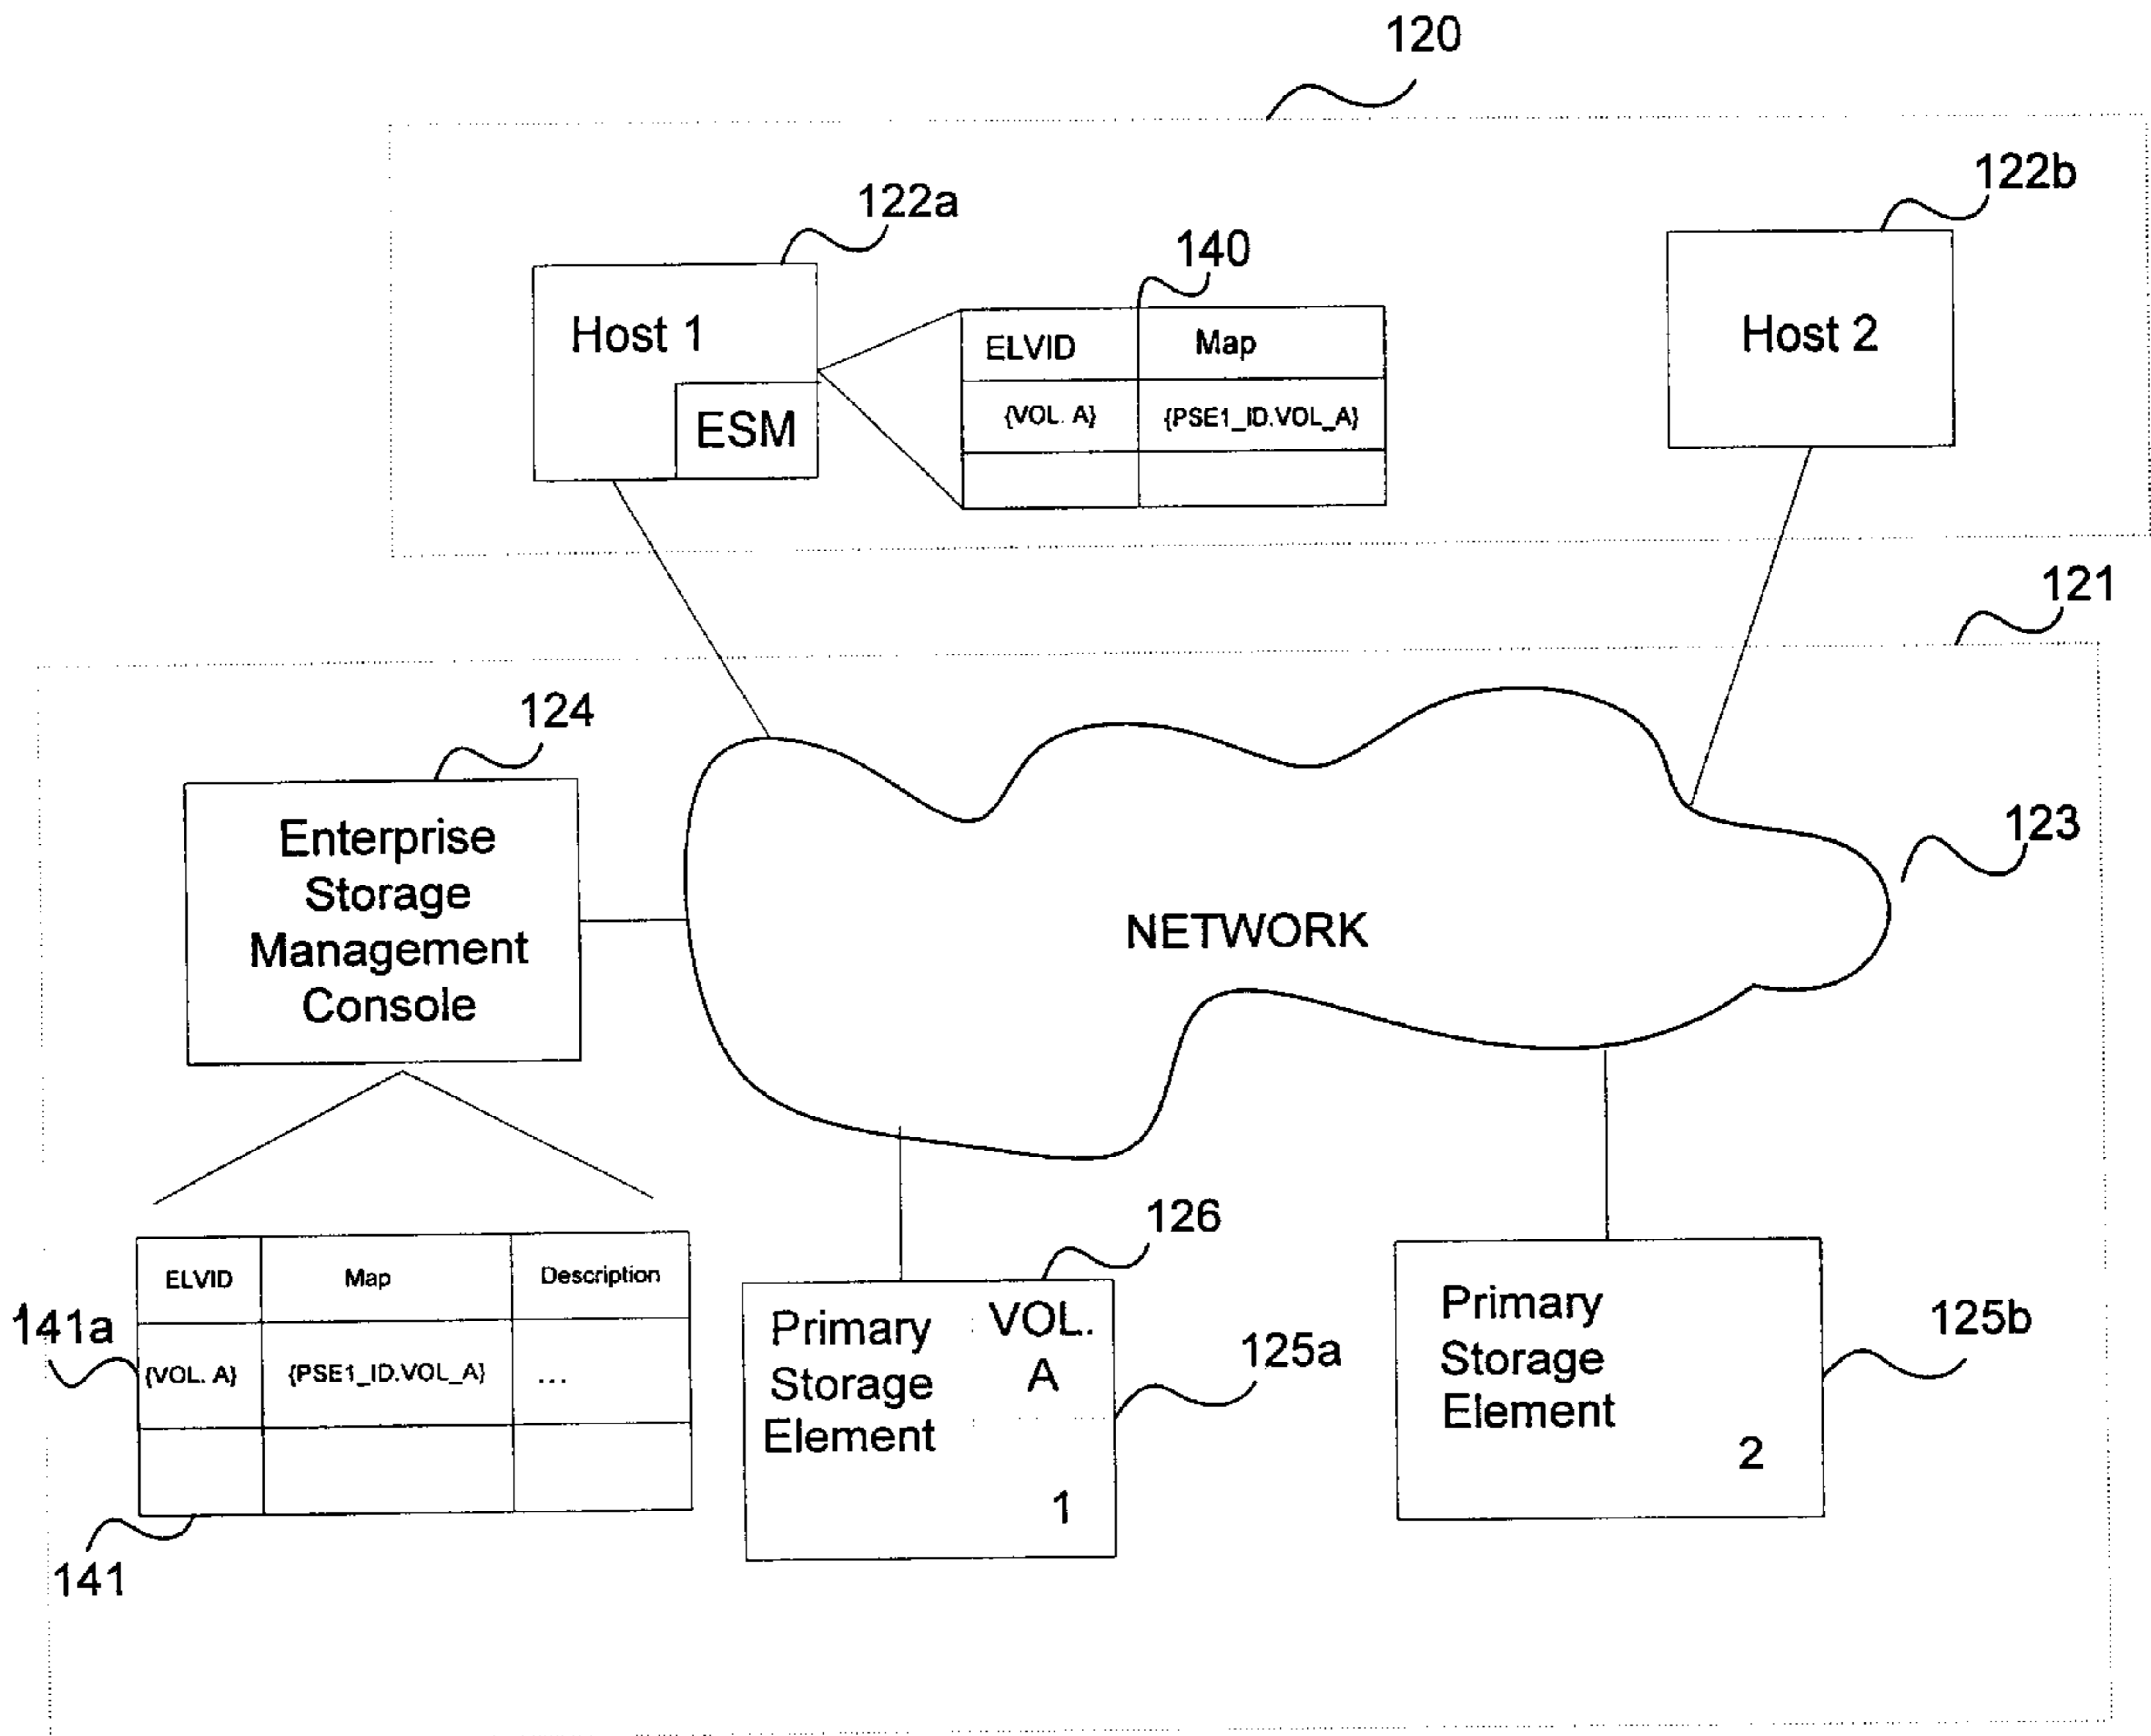 120
122a
122b
140
Host 1
ESM
ELVID Map
{VOL. A} {PSE1_ID.VOL_A}
Host 2
121
124
123
Enterprise
Storage
Management
Console
NETWORK
126
ELVID Map Description
141a
{VOL. A} {PSE1_ID.VOL_A} ...
141
Primary
Storage
Element
VOL.
A
1
125a
Primary
Storage
Element
2
125b